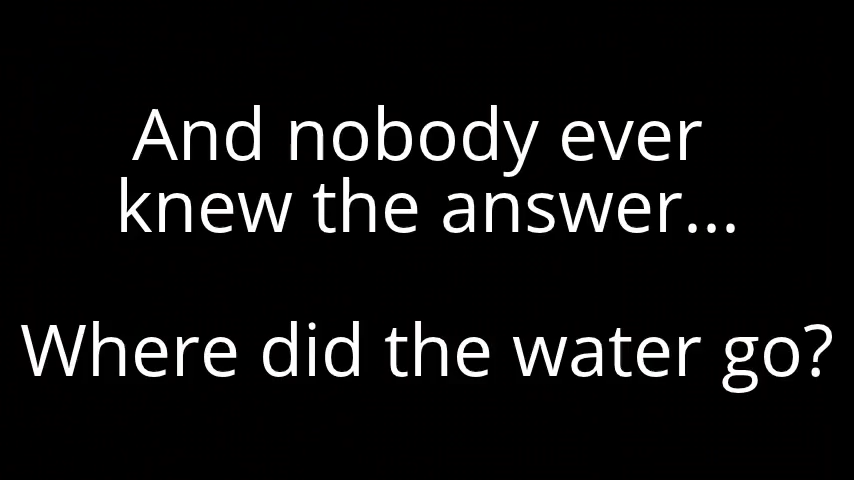 And nobody ever
knew the answer...
Where did the water go?